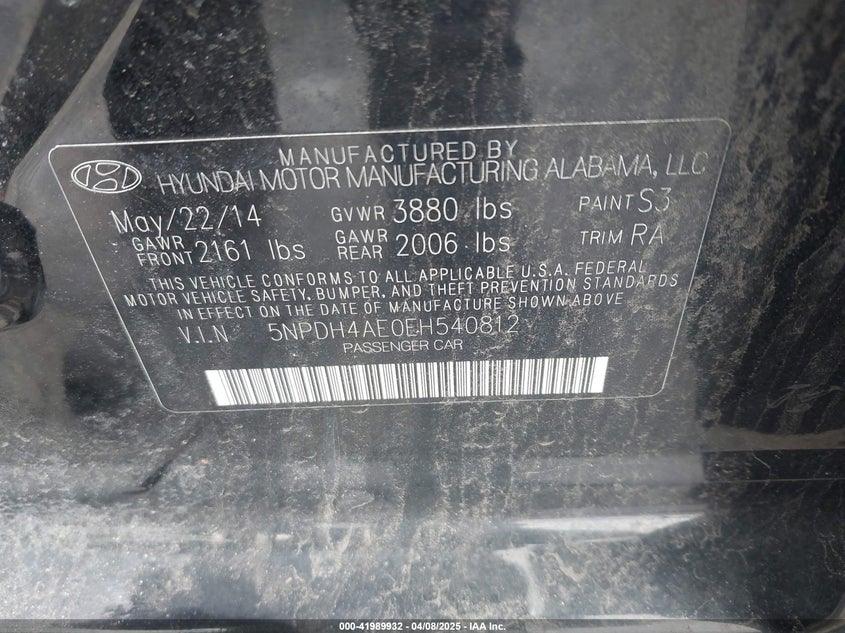 MANUFACTURED BY
HYUNDAI MOTOR MANUFACTURING ALABAMA, LLC
May/22/14 GVWR 3880 lbs PAINT S3
GAWR FRONT 2161 lbs GAWR REAR 2006 lbs TRIM RA
THIS VEHICLE CONFORMS TO ALL APPLICABLE U.S.A. FEDERAL
MOTOR VEHICLE SAFETY, BUMPER, AND THEFT PREVENTION STANDARDS
IN EFFECT ON THE DATE OF MANUFACTURE SHOWN ABOVE
V.I.N 5NPDH4AE0EH540812
PASSENGER CAR
000-41989932 - 04/08/2025 - IAA Inc.